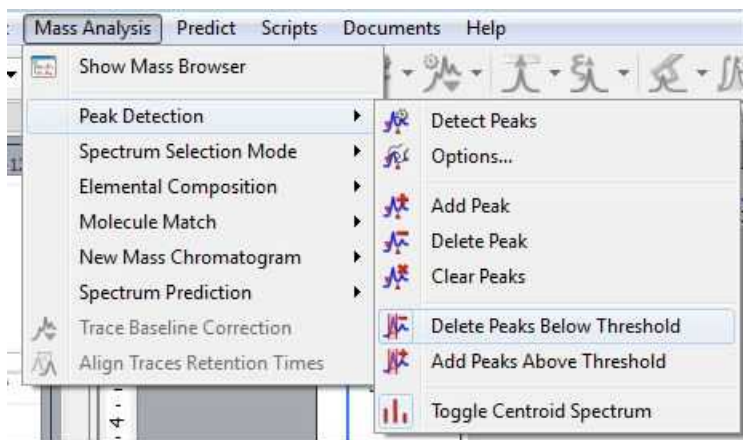 Mass Analysis Predict Scripts Documents Help
Show Mass Browser
Peak Detection
Spectrum Selection Mode
Elemental Composition
Molecule Match
New Mass Chromatogram
Spectrum Prediction
Trace Baseline Correction
Align Traces Retention Times
Detect Peaks
Options...
Add Peak
Delete Peak
Clear Peaks
Delete Peaks Below Threshold
Add Peaks Above Threshold
Toggle Centroid Spectrum